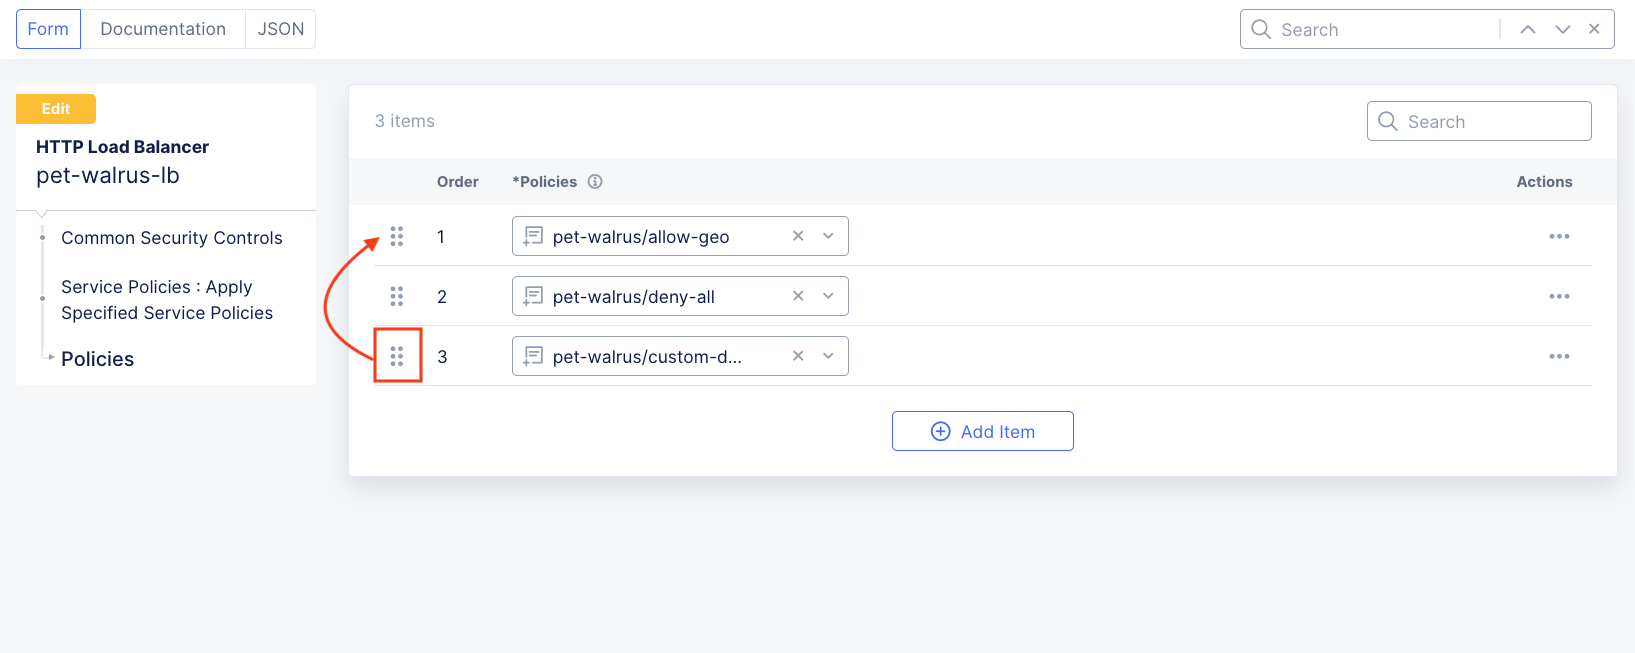 Form
Documentation
JSON
Search
Edit
HTTP Load Balancer
pet-walrus-lb
Common Security Controls
Service Policies : Apply
Specified Service Policies
Policies
3 items
Search
Order
*Policies
Actions
1
pet-walrus/allow-geo
2
pet-walrus/deny-all
3
pet-walrus/custom-d...
Add Item